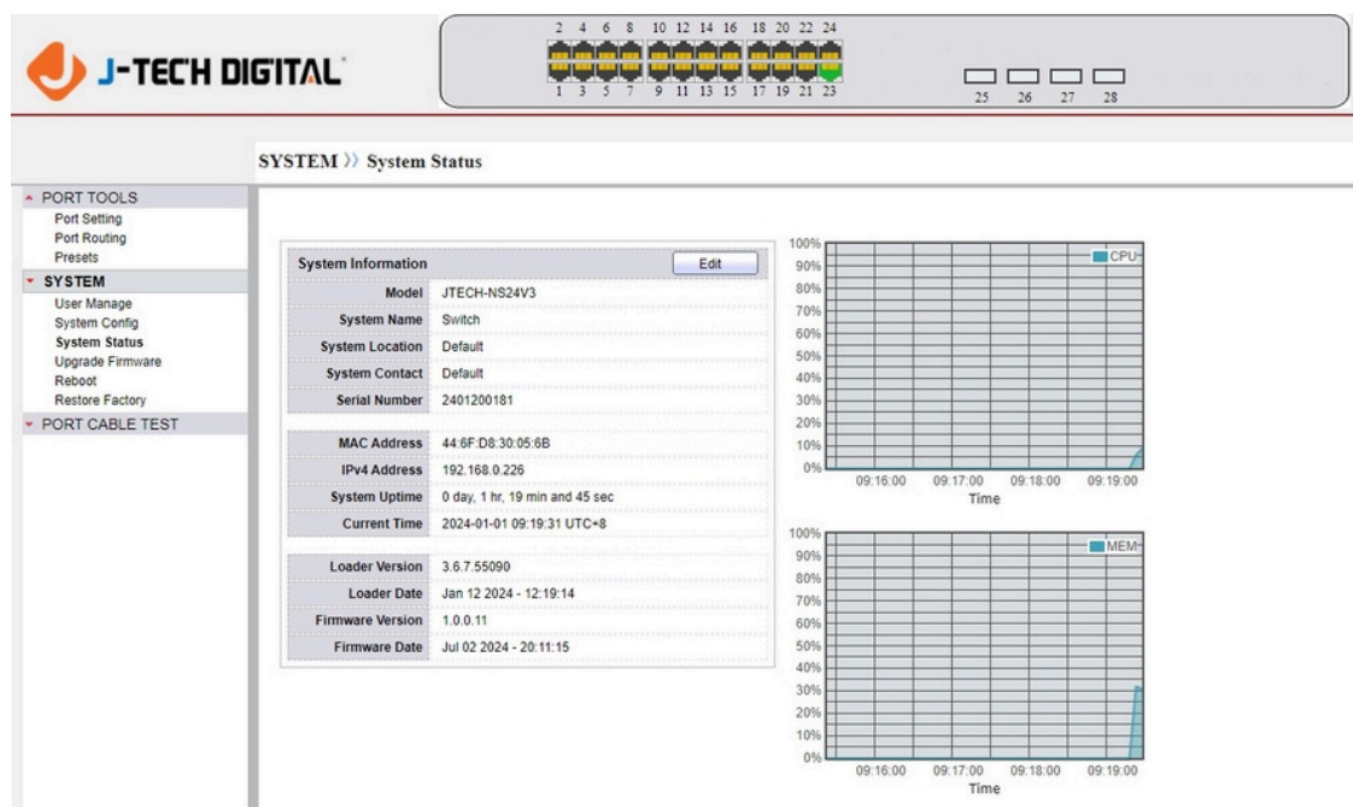 J-TECH DIGITAL
2 4 6 8 10 12 14 16 18 20 22 24
1 3 5 7 9 11 13 15 17 19 21 23
25 26 27 28
SYSTEM » System Status
PORT TOOLS
Port Setting
Port Routing
Presets
SYSTEM
User Manage
System Config
System Status
Upgrade Firmware
Reboot
Restore Factory
PORT CABLE TEST
System Information Edit
Model JTECH-NS24V3
System Name Switch
System Location Default
System Contact Default
Serial Number 2401200181
MAC Address 44:6F:D8:30:05:6B
IPv4 Address 192.168.0.226
System Uptime 0 day, 1 hr, 19 min and 45 sec
Current Time 2024-01-01 09:19:31 UTC+8
Loader Version 3.6.7.55090
Loader Date Jan 12 2024 - 12:19:14
Firmware Version 1.0.0.11
Firmware Date Jul 02 2024 - 20:11:15
100%
CPU
90%
80%
70%
60%
50%
40%
30%
20%
10%
0%
09:16:00 09:17:00 09:18:00 09:19:00
Time
100%
MEM
90%
80%
70%
60%
50%
40%
30%
20%
10%
0%
09:16:00 09:17:00 09:18:00 09:19:00
Time